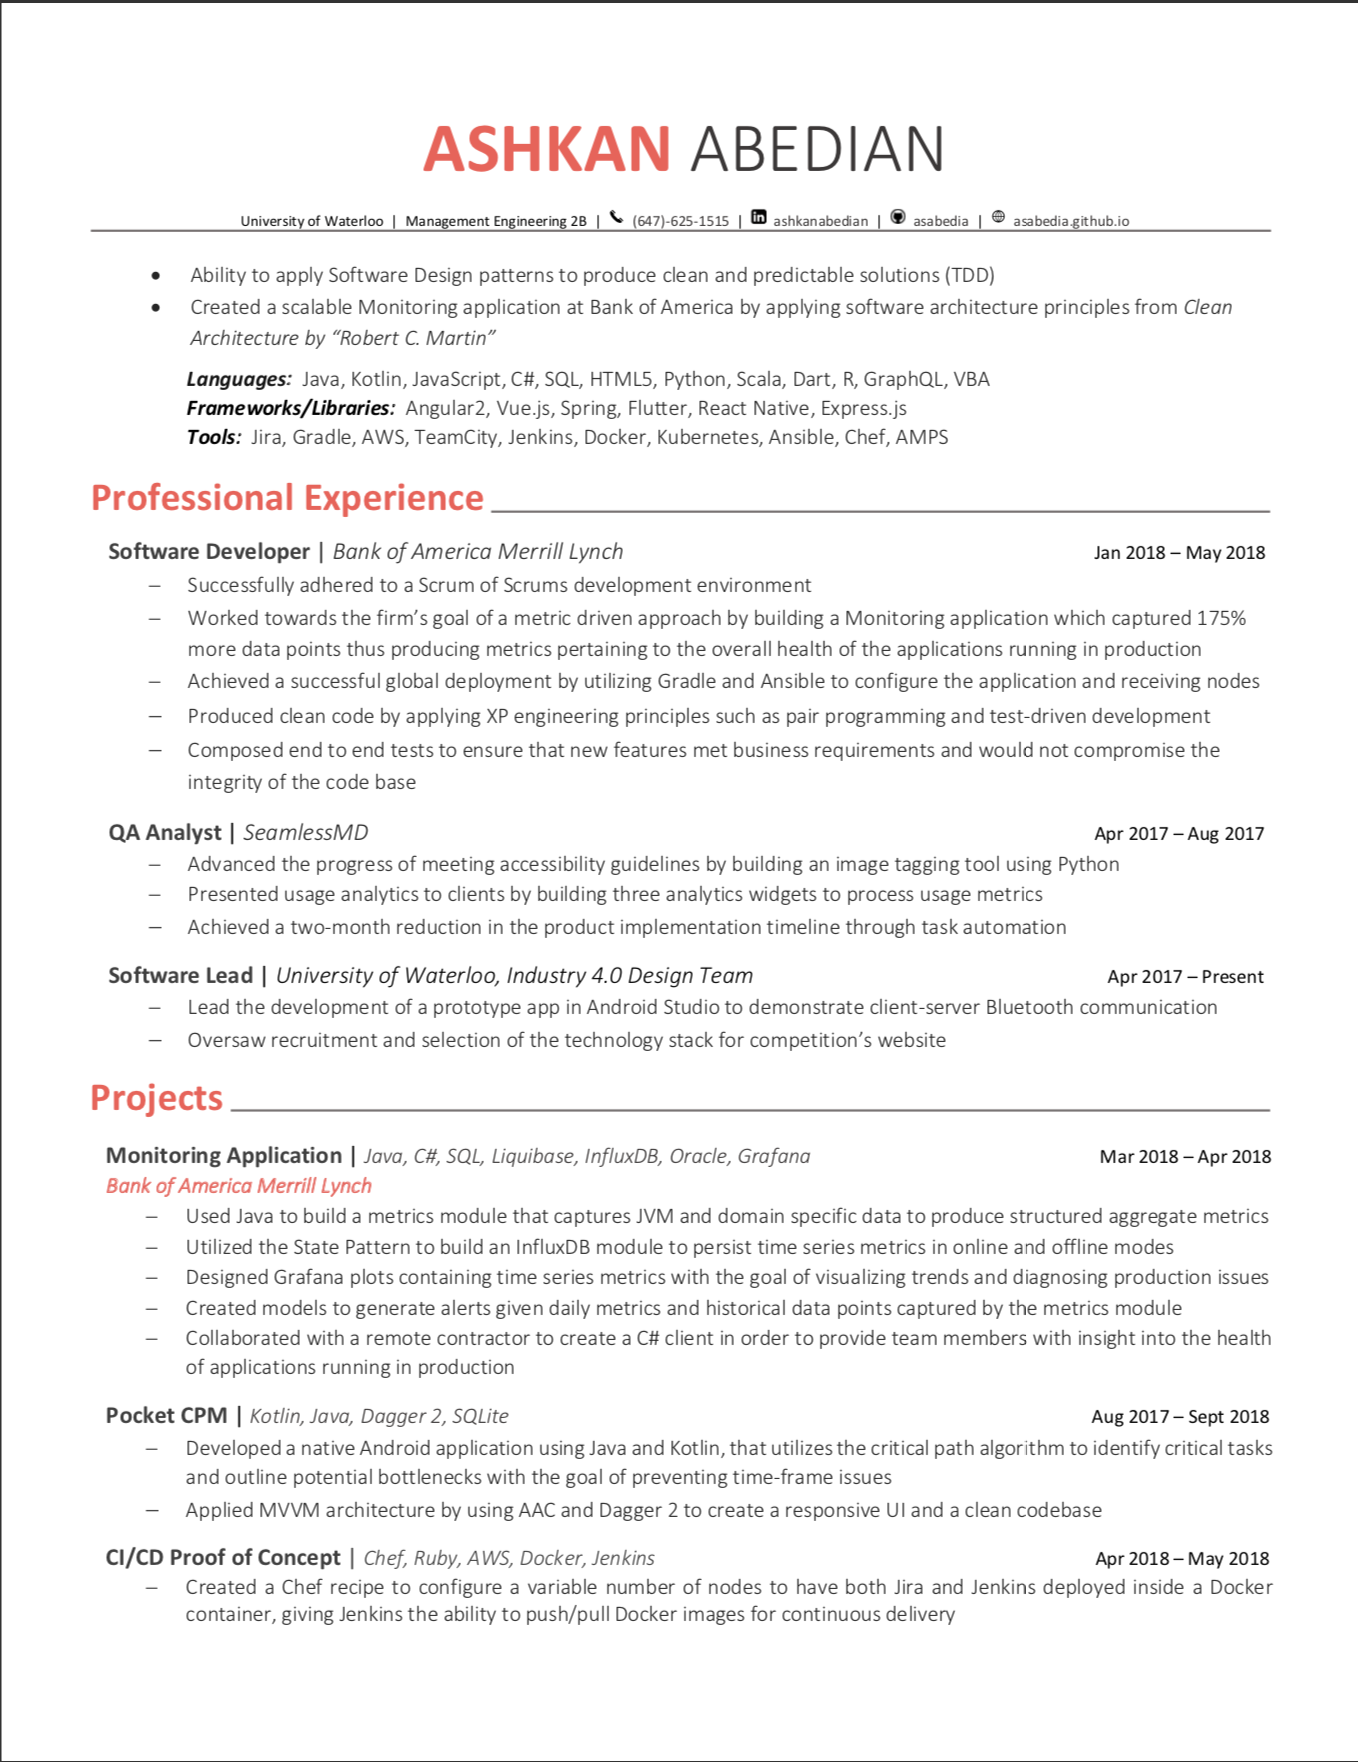 ASHKAN ABEDIAN
University of Waterloo | Management Engineering 2B | (647)-625-1515 | ashkanabedian | asabedia | asabedia.github.io
• Ability to apply Software Design patterns to produce clean and predictable solutions (TDD)
• Created a scalable Monitoring application at Bank of America by applying software architecture principles from Clean
Architecture by “Robert C. Martin”
Languages: Java, Kotlin, JavaScript, C#, SQL, HTML5, Python, Scala, Dart, R, GraphQL, VBA
Frameworks/Libraries: Angular2, Vue.js, Spring, Flutter, React Native, Express.js
Tools: Jira, Gradle, AWS, TeamCity, Jenkins, Docker, Kubernetes, Ansible, Chef, AMPS
Professional Experience
Software Developer | Bank of America Merrill Lynch Jan 2018 – May 2018
– Successfully adhered to a Scrum of Scrums development environment
– Worked towards the firm’s goal of a metric driven approach by building a Monitoring application which captured 175%
more data points thus producing metrics pertaining to the overall health of the applications running in production
– Achieved a successful global deployment by utilizing Gradle and Ansible to configure the application and receiving nodes
– Produced clean code by applying XP engineering principles such as pair programming and test-driven development
– Composed end to end tests to ensure that new features met business requirements and would not compromise the
integrity of the code base
QA Analyst | SeamlessMD Apr 2017 – Aug 2017
– Advanced the progress of meeting accessibility guidelines by building an image tagging tool using Python
– Presented usage analytics to clients by building three analytics widgets to process usage metrics
– Achieved a two-month reduction in the product implementation timeline through task automation
Software Lead | University of Waterloo, Industry 4.0 Design Team Apr 2017 – Present
– Lead the development of a prototype app in Android Studio to demonstrate client-server Bluetooth communication
– Oversaw recruitment and selection of the technology stack for competition’s website
Projects
Monitoring Application | Java, C#, SQL, Liquibase, InfluxDB, Oracle, Grafana Mar 2018 – Apr 2018
Bank of America Merrill Lynch
– Used Java to build a metrics module that captures JVM and domain specific data to produce structured aggregate metrics
– Utilized the State Pattern to build an InfluxDB module to persist time series metrics in online and offline modes
– Designed Grafana plots containing time series metrics with the goal of visualizing trends and diagnosing production issues
– Created models to generate alerts given daily metrics and historical data points captured by the metrics module
– Collaborated with a remote contractor to create a C# client in order to provide team members with insight into the health
of applications running in production
Pocket CPM | Kotlin, Java, Dagger 2, SQLite Aug 2017 – Sept 2018
– Developed a native Android application using Java and Kotlin, that utilizes the critical path algorithm to identify critical tasks
and outline potential bottlenecks with the goal of preventing time-frame issues
– Applied MVVM architecture by using AAC and Dagger 2 to create a responsive UI and a clean codebase
CI/CD Proof of Concept | Chef, Ruby, AWS, Docker, Jenkins Apr 2018 – May 2018
– Created a Chef recipe to configure a variable number of nodes to have both Jira and Jenkins deployed inside a Docker
container, giving Jenkins the ability to push/pull Docker images for continuous delivery